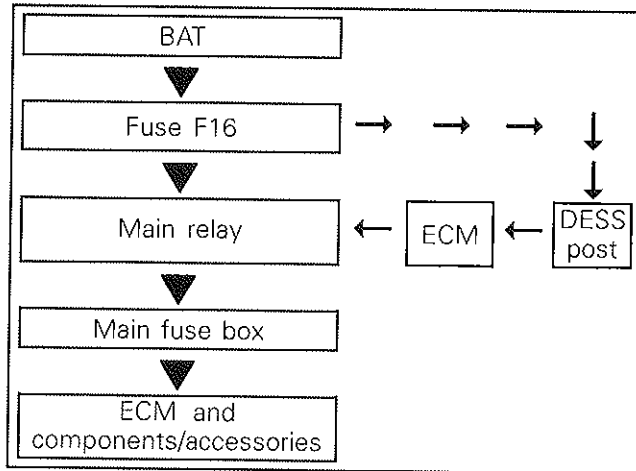 BAT
Fuse F16
Main relay
ECM
DESS
post
Main fuse box
ECM and
components/accessories